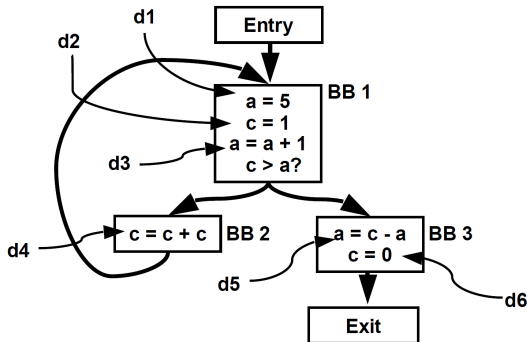 d1
Entry
d2
BB 1
a = 5
c = 1
a = a + 1
c > a?
d3
c = c + c
BB 2
a = c - a
c = 0
BB 3
d4
d5
d6
Exit